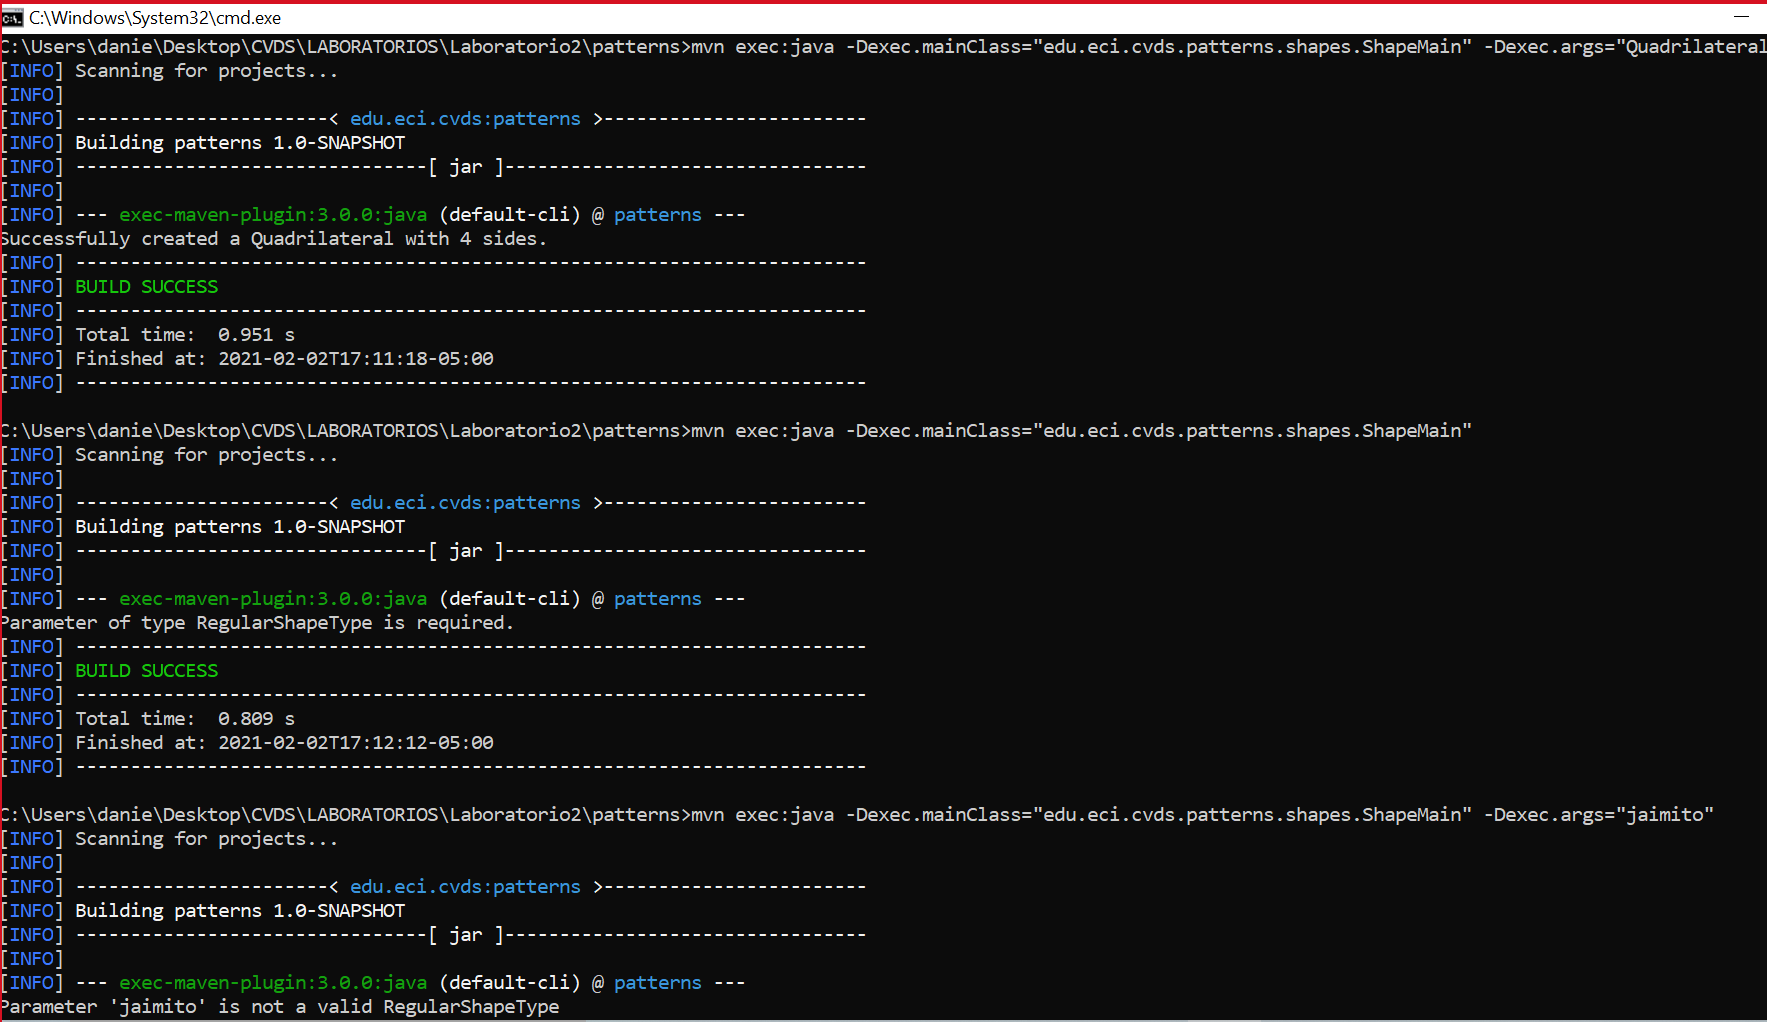 C:\Windows\System32\cmd.exe
C:\Users\danie\Desktop\CVDS\LABORATORIOS\Laboratorio2\patterns>mvn exec:java -Dexec.mainClass="edu.eci.cvds.patterns.shapes.ShapeMain" -Dexec.args="Quadrilateral
[INFO] Scanning for projects...
[INFO]
[INFO] -----------------------< edu.eci.cvds:patterns >------------------------
[INFO] Building patterns 1.0-SNAPSHOT
[INFO] --------------------------------[ jar ]---------------------------------
[INFO]
[INFO] --- exec-maven-plugin:3.0.0:java (default-cli) @ patterns ---
Successfully created a Quadrilateral with 4 sides.
[INFO] ------------------------------------------------------------------------
[INFO] BUILD SUCCESS
[INFO] ------------------------------------------------------------------------
[INFO] Total time:  0.951 s
[INFO] Finished at: 2021-02-02T17:11:18-05:00
[INFO] ------------------------------------------------------------------------
C:\Users\danie\Desktop\CVDS\LABORATORIOS\Laboratorio2\patterns>mvn exec:java -Dexec.mainClass="edu.eci.cvds.patterns.shapes.ShapeMain"
[INFO] Scanning for projects...
[INFO]
[INFO] -----------------------< edu.eci.cvds:patterns >------------------------
[INFO] Building patterns 1.0-SNAPSHOT
[INFO] --------------------------------[ jar ]---------------------------------
[INFO]
[INFO] --- exec-maven-plugin:3.0.0:java (default-cli) @ patterns ---
Parameter of type RegularShapeType is required.
[INFO] ------------------------------------------------------------------------
[INFO] BUILD SUCCESS
[INFO] ------------------------------------------------------------------------
[INFO] Total time:  0.809 s
[INFO] Finished at: 2021-02-02T17:12:12-05:00
[INFO] ------------------------------------------------------------------------
C:\Users\danie\Desktop\CVDS\LABORATORIOS\Laboratorio2\patterns>mvn exec:java -Dexec.mainClass="edu.eci.cvds.patterns.shapes.ShapeMain" -Dexec.args="jaimito"
[INFO] Scanning for projects...
[INFO]
[INFO] -----------------------< edu.eci.cvds:patterns >------------------------
[INFO] Building patterns 1.0-SNAPSHOT
[INFO] --------------------------------[ jar ]---------------------------------
[INFO]
[INFO] --- exec-maven-plugin:3.0.0:java (default-cli) @ patterns ---
Parameter 'jaimito' is not a valid RegularShapeType